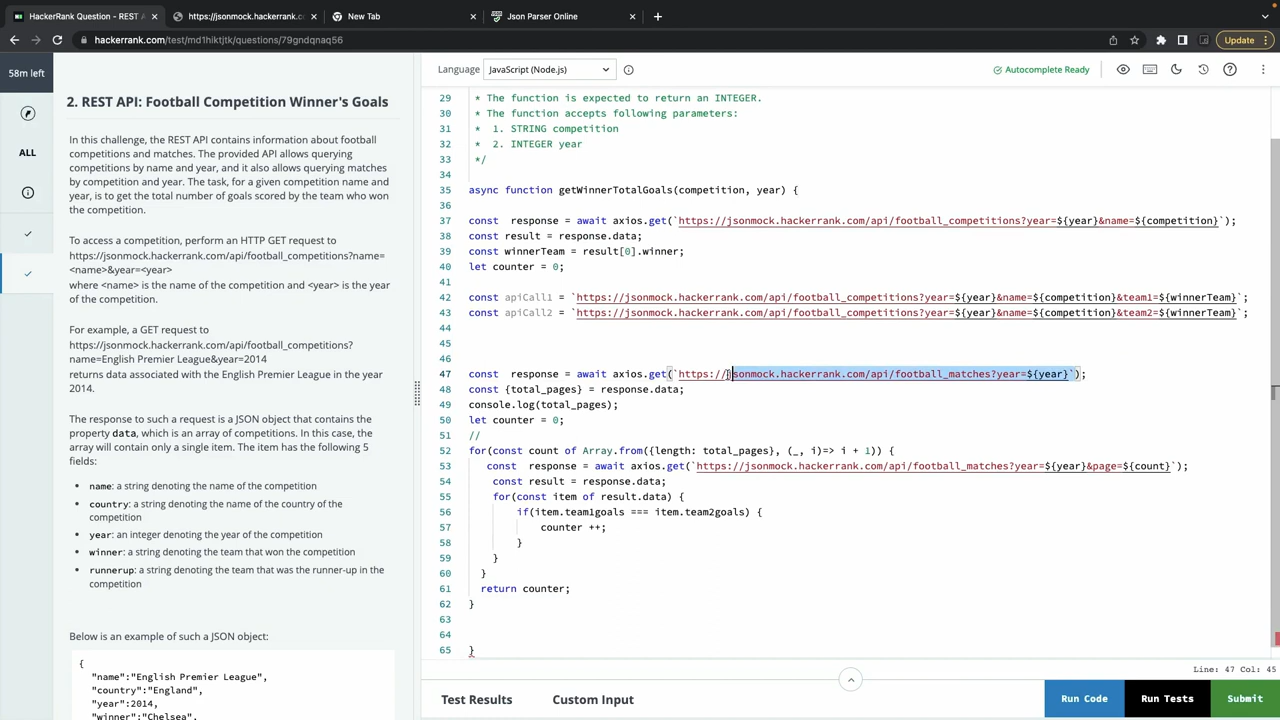 HackerRank Question - REST A
https://jsonmock.hackerrank.co
New Tab
Json Parser Online
hackerrank.com/test/md1hiktjtk/questions/79gndqnaq56
Update
58m left
ALL
2. REST API: Football Competition Winner's Goals
In this challenge, the REST API contains information about football
competitions and matches. The provided API allows querying
competitions by name and year, and it also allows querying matches
by competition and year. The task, for a given competition name and
year, is to get the total number of goals scored by the team who won
the competition.
To access a competition, perform an HTTP GET request to
https://jsonmock.hackerrank.com/api/football_competitions?name=
<name>&year=<year>
where <name> is the name of the competition and <year> is the year
of the competition.
For example, a GET request to
https://jsonmock.hackerrank.com/api/football_competitions?
name=English Premier League&year=2014
returns data associated with the English Premier League in the year
2014.
The response to such a request is a JSON object that contains the
property data, which is an array of competitions. In this case, the
array will contain only a single item. The item has the following 5
fields:
• name: a string denoting the name of the competition
• country: a string denoting the name of the country of the
competition
• year: an integer denoting the year of the competition
• winner: a string denoting the team that won the competition
• runnerup: a string denoting the team that was the runner-up in the
competition
Below is an example of such a JSON object:
{
"name":"English Premier League",
"country":"England",
"year":2014,
"winner":"Chelsea",
Language
JavaScript (Node.js)
Autocomplete Ready
29 * The function is expected to return an INTEGER.
30 * The function accepts following parameters:
31 * 1. STRING competition
32 * 2. INTEGER year
33 */
34
35 async function getWinnerTotalGoals(competition, year) {
36
37 const response = await axios.get(`https://jsonmock.hackerrank.com/api/football_competitions?year=${year}&name=${competition}`);
38 const result = response.data;
39 const winnerTeam = result[0].winner;
40 let counter = 0;
41
42 const apiCall1 = `https://jsonmock.hackerrank.com/api/football_competitions?year=${year}&name=${competition}&team1=${winnerTeam}`;
43 const apiCall2 = `https://jsonmock.hackerrank.com/api/football_competitions?year=${year}&name=${competition}&team2=${winnerTeam}`;
44
45
46
47 const response = await axios.get(`https://jsonmock.hackerrank.com/api/football_matches?year=${year}`);
48 const {total_pages} = response.data;
49 console.log(total_pages);
50 let counter = 0;
51 //
52 for(const count of Array.from({length: total_pages}, (_, i)=> i + 1)) {
53 const response = await axios.get(`https://jsonmock.hackerrank.com/api/football_matches?year=${year}&page=${count}`);
54 const result = response.data;
55 for(const item of result.data) {
56 if(item.team1goals === item.team2goals) {
57 counter ++;
58 }
59 }
60 }
61 return counter;
62 }
63
64
65 }
Line: 47 Col: 45
Test Results
Custom Input
Run Code
Run Tests
Submit